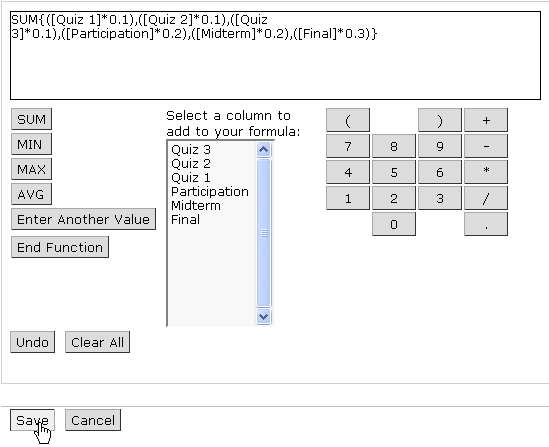 SUM{([Quiz 1]*0.1),([Quiz 2]*0.1),([Quiz
3]*0.1),([Participation]*0.2),([Midterm]*0.2),([Final]*0.3)}
SUM
MIN
MAX
AVG
Enter Another Value
End Function
Select a column to
add to your formula:
Quiz 3
Quiz 2
Quiz 1
Participation
Midterm
Final
( ) +
7 8 9 -
4 5 6 *
1 2 3 /
0 .
Undo Clear All
Save Cancel